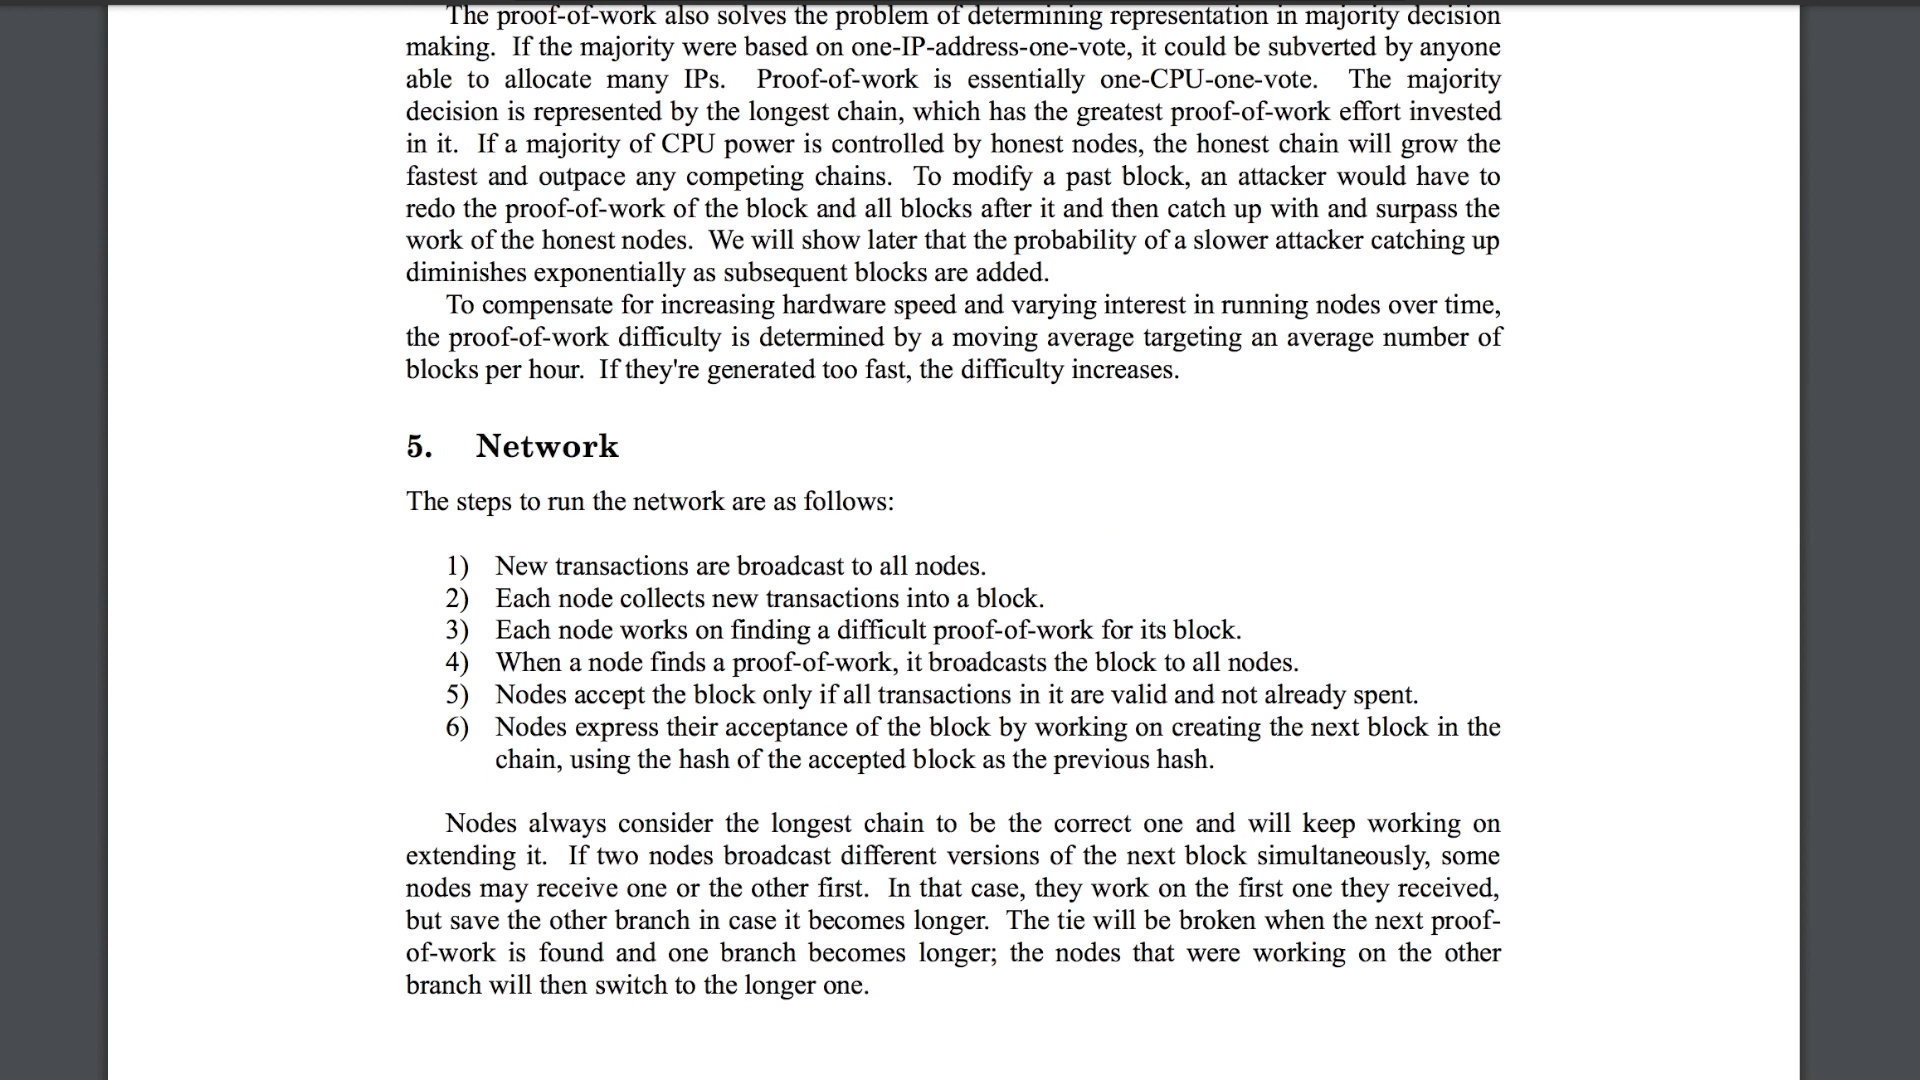 The proof-of-work also solves the problem of determining representation in majority decision
making. If the majority were based on one-IP-address-one-vote, it could be subverted by anyone
able to allocate many IPs. Proof-of-work is essentially one-CPU-one-vote. The majority
decision is represented by the longest chain, which has the greatest proof-of-work effort invested
in it. If a majority of CPU power is controlled by honest nodes, the honest chain will grow the
fastest and outpace any competing chains. To modify a past block, an attacker would have to
redo the proof-of-work of the block and all blocks after it and then catch up with and surpass the
work of the honest nodes. We will show later that the probability of a slower attacker catching up
diminishes exponentially as subsequent blocks are added.
To compensate for increasing hardware speed and varying interest in running nodes over time,
the proof-of-work difficulty is determined by a moving average targeting an average number of
blocks per hour. If they're generated too fast, the difficulty increases.
5. Network
The steps to run the network are as follows:
1) New transactions are broadcast to all nodes.
2) Each node collects new transactions into a block.
3) Each node works on finding a difficult proof-of-work for its block.
4) When a node finds a proof-of-work, it broadcasts the block to all nodes.
5) Nodes accept the block only if all transactions in it are valid and not already spent.
6) Nodes express their acceptance of the block by working on creating the next block in the
chain, using the hash of the accepted block as the previous hash.
Nodes always consider the longest chain to be the correct one and will keep working on
extending it. If two nodes broadcast different versions of the next block simultaneously, some
nodes may receive one or the other first. In that case, they work on the first one they received,
but save the other branch in case it becomes longer. The tie will be broken when the next proof-
of-work is found and one branch becomes longer; the nodes that were working on the other
branch will then switch to the longer one.